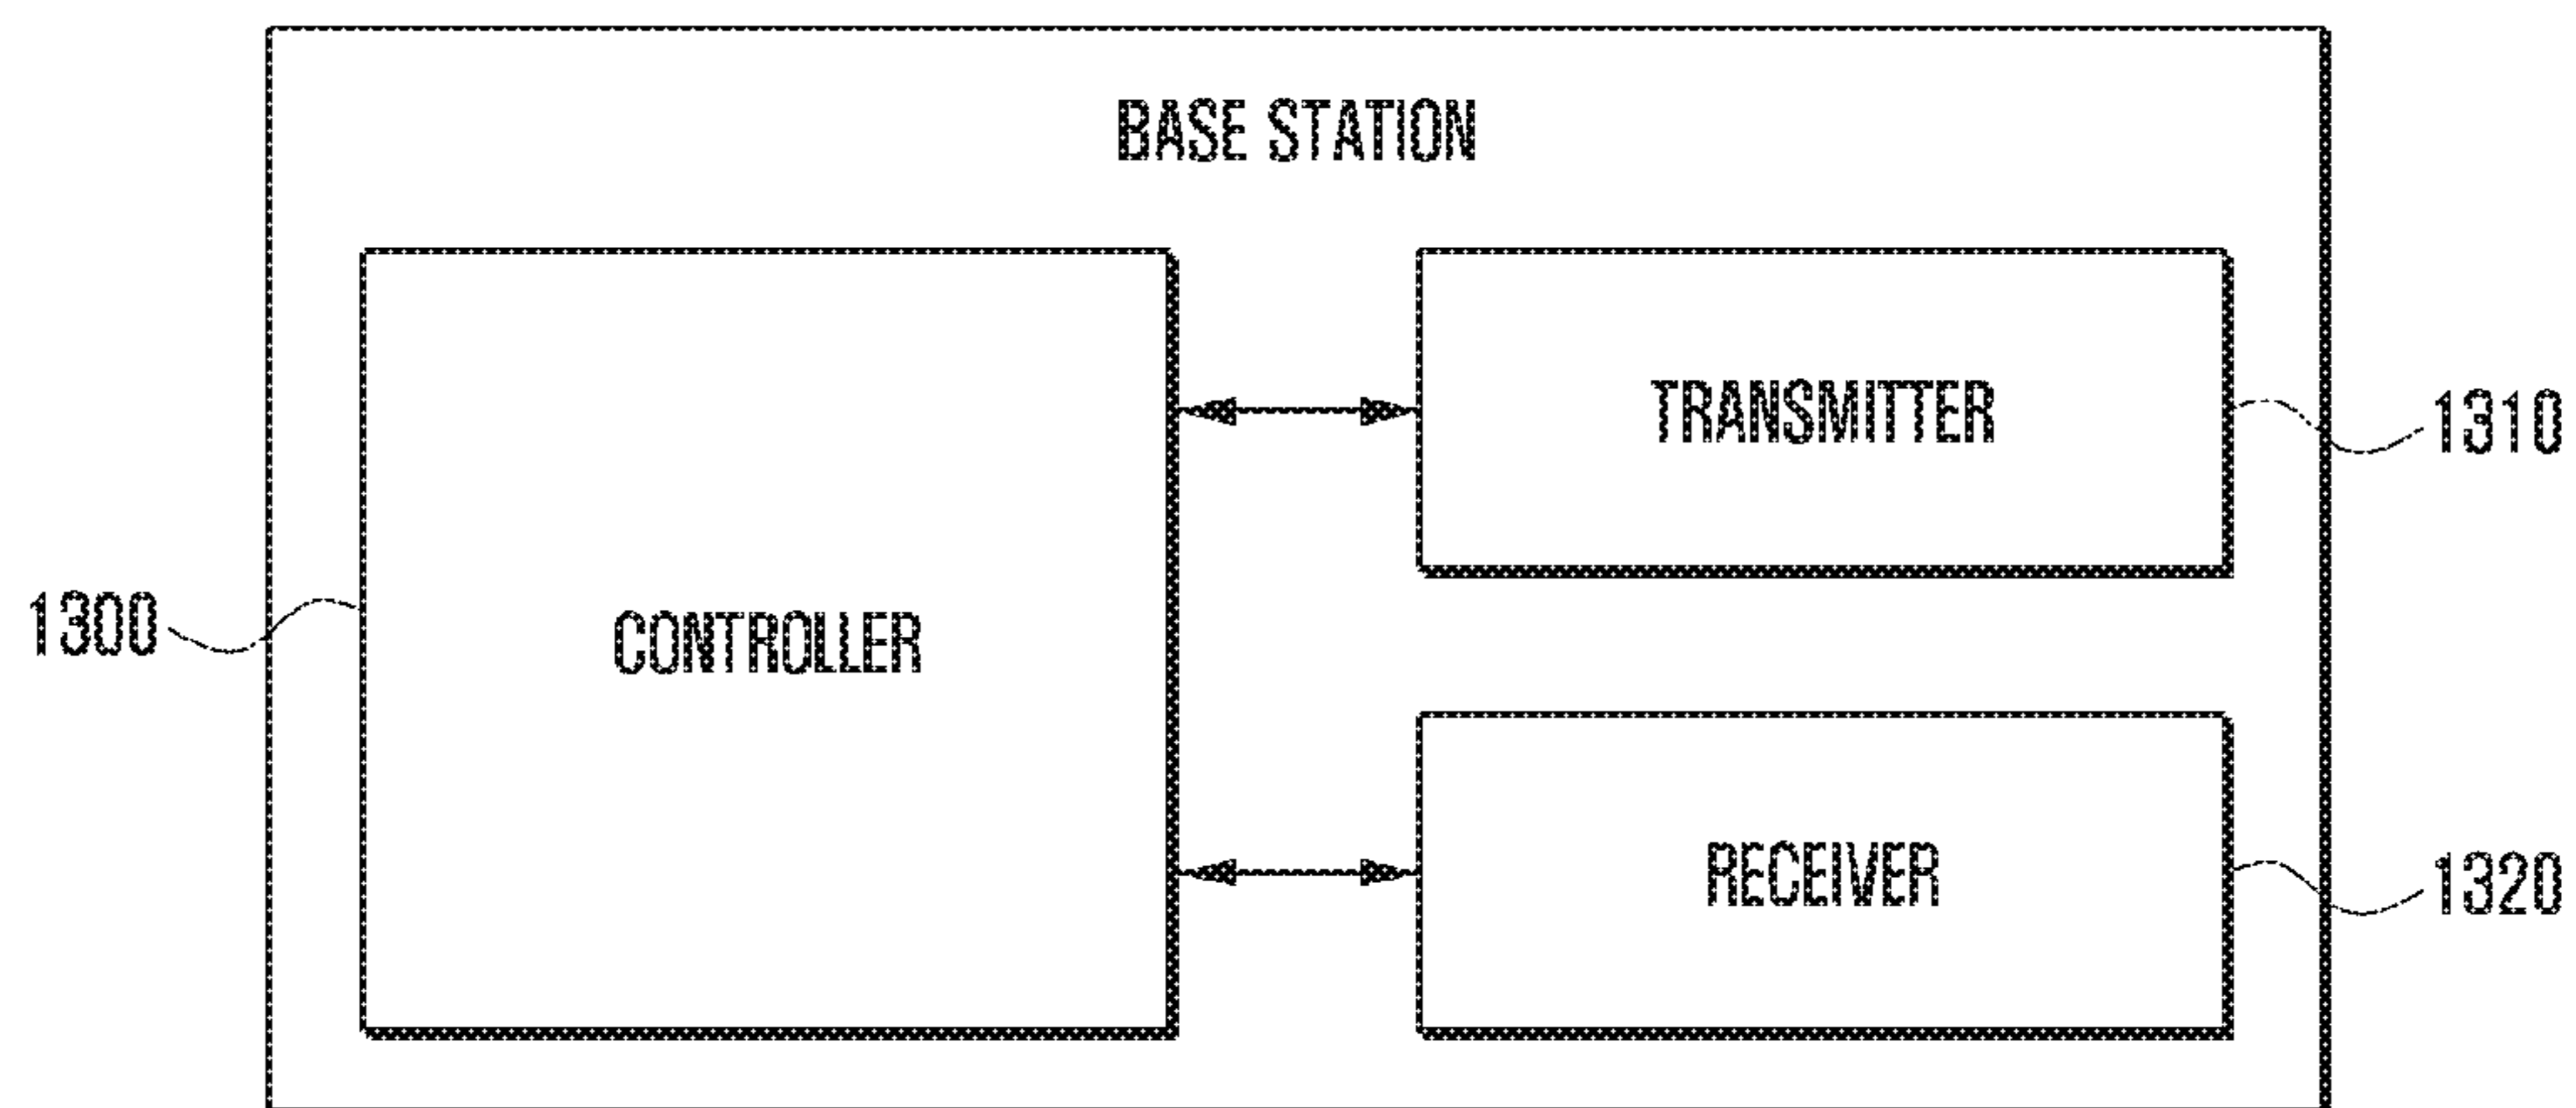 BASE STATION
TRANSMITTER
1310
1300
CONTROLLER
RECEIVER
1320